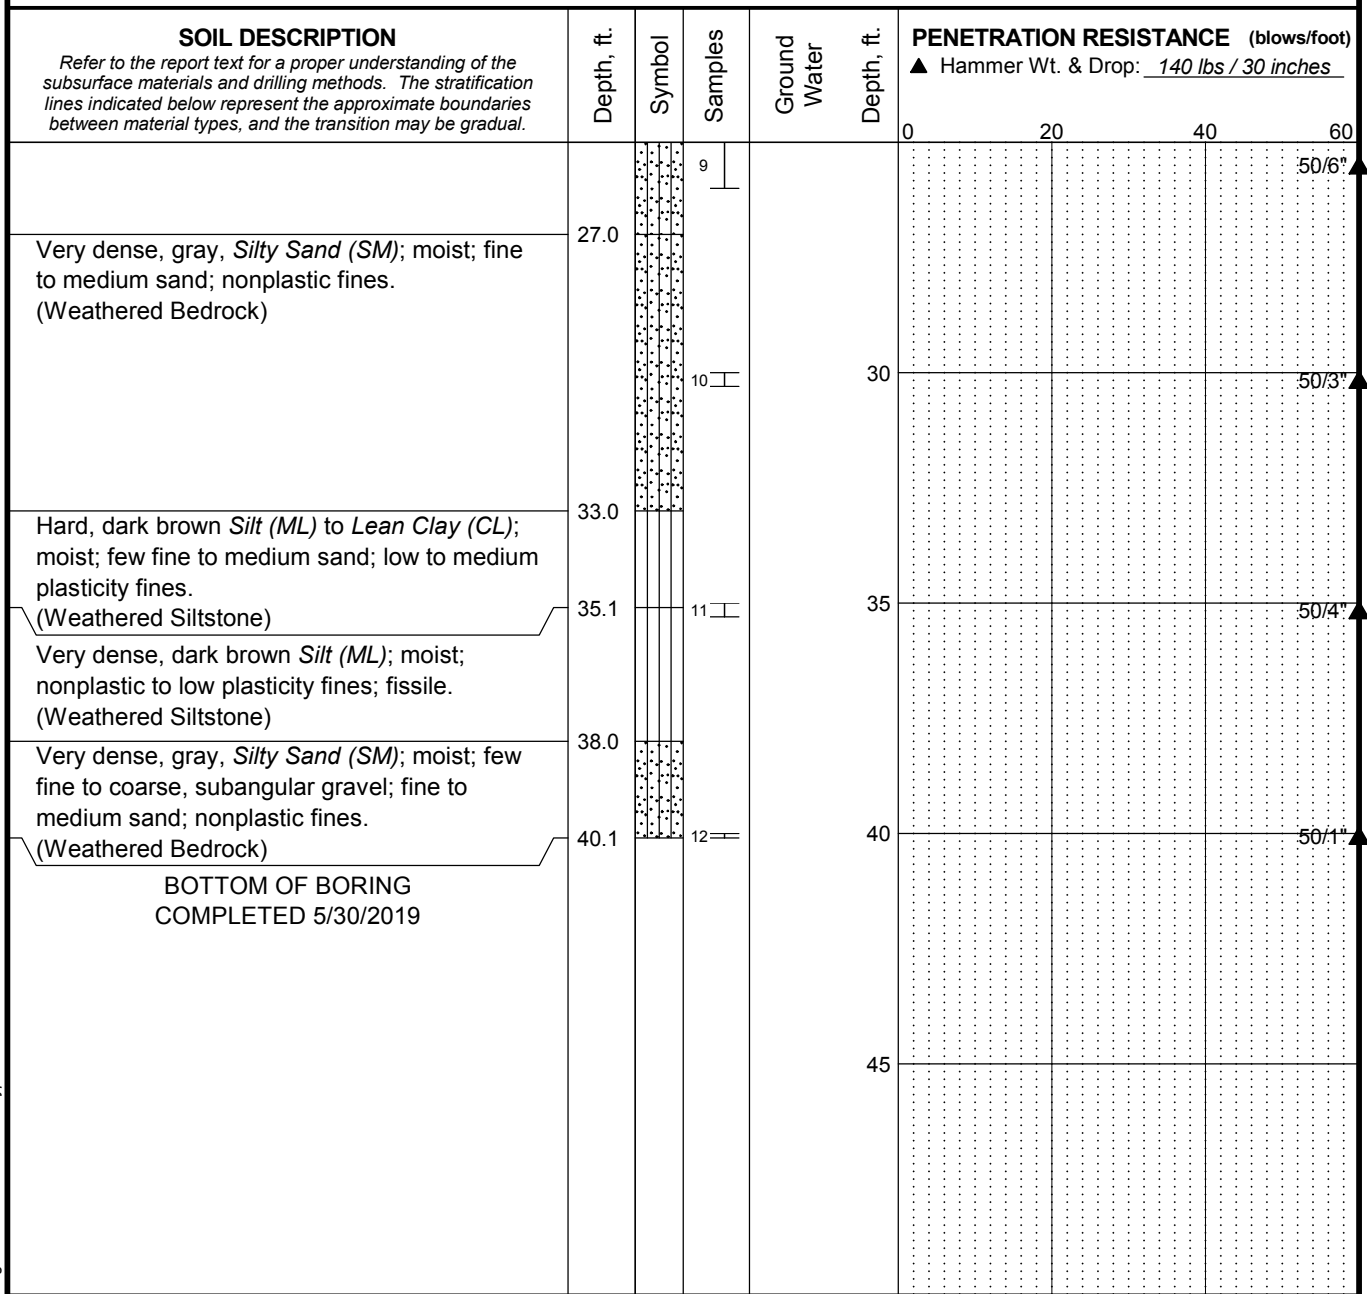 SOIL DESCRIPTION
Refer to the report text for a proper understanding of the
subsurface materials and drilling methods. The stratification
lines indicated below represent the approximate boundaries
between material types, and the transition may be gradual.
Depth, ft.
Symbol
Samples
Ground
Water
Depth, ft.
PENETRATION RESISTANCE (blows/foot)
▲ Hammer Wt. & Drop: 140 lbs / 30 inches
0 20 40 60
9
50/6"
27.0
Very dense, gray, Silty Sand (SM); moist; fine
to medium sand; nonplastic fines.
(Weathered Bedrock)
10
30
50/3"
33.0
Hard, dark brown Silt (ML) to Lean Clay (CL);
moist; few fine to medium sand; low to medium
plasticity fines.
(Weathered Siltstone)
35.1
11
35
50/4"
Very dense, dark brown Silt (ML); moist;
nonplastic to low plasticity fines; fissile.
(Weathered Siltstone)
38.0
Very dense, gray, Silty Sand (SM); moist; few
fine to coarse, subangular gravel; fine to
medium sand; nonplastic fines.
(Weathered Bedrock)
40.1
12
40
50/1"
BOTTOM OF BORING
COMPLETED 5/30/2019
45